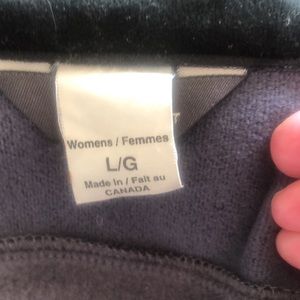 Womens / Femmes
L/G
Made in / Fait au
CANADA